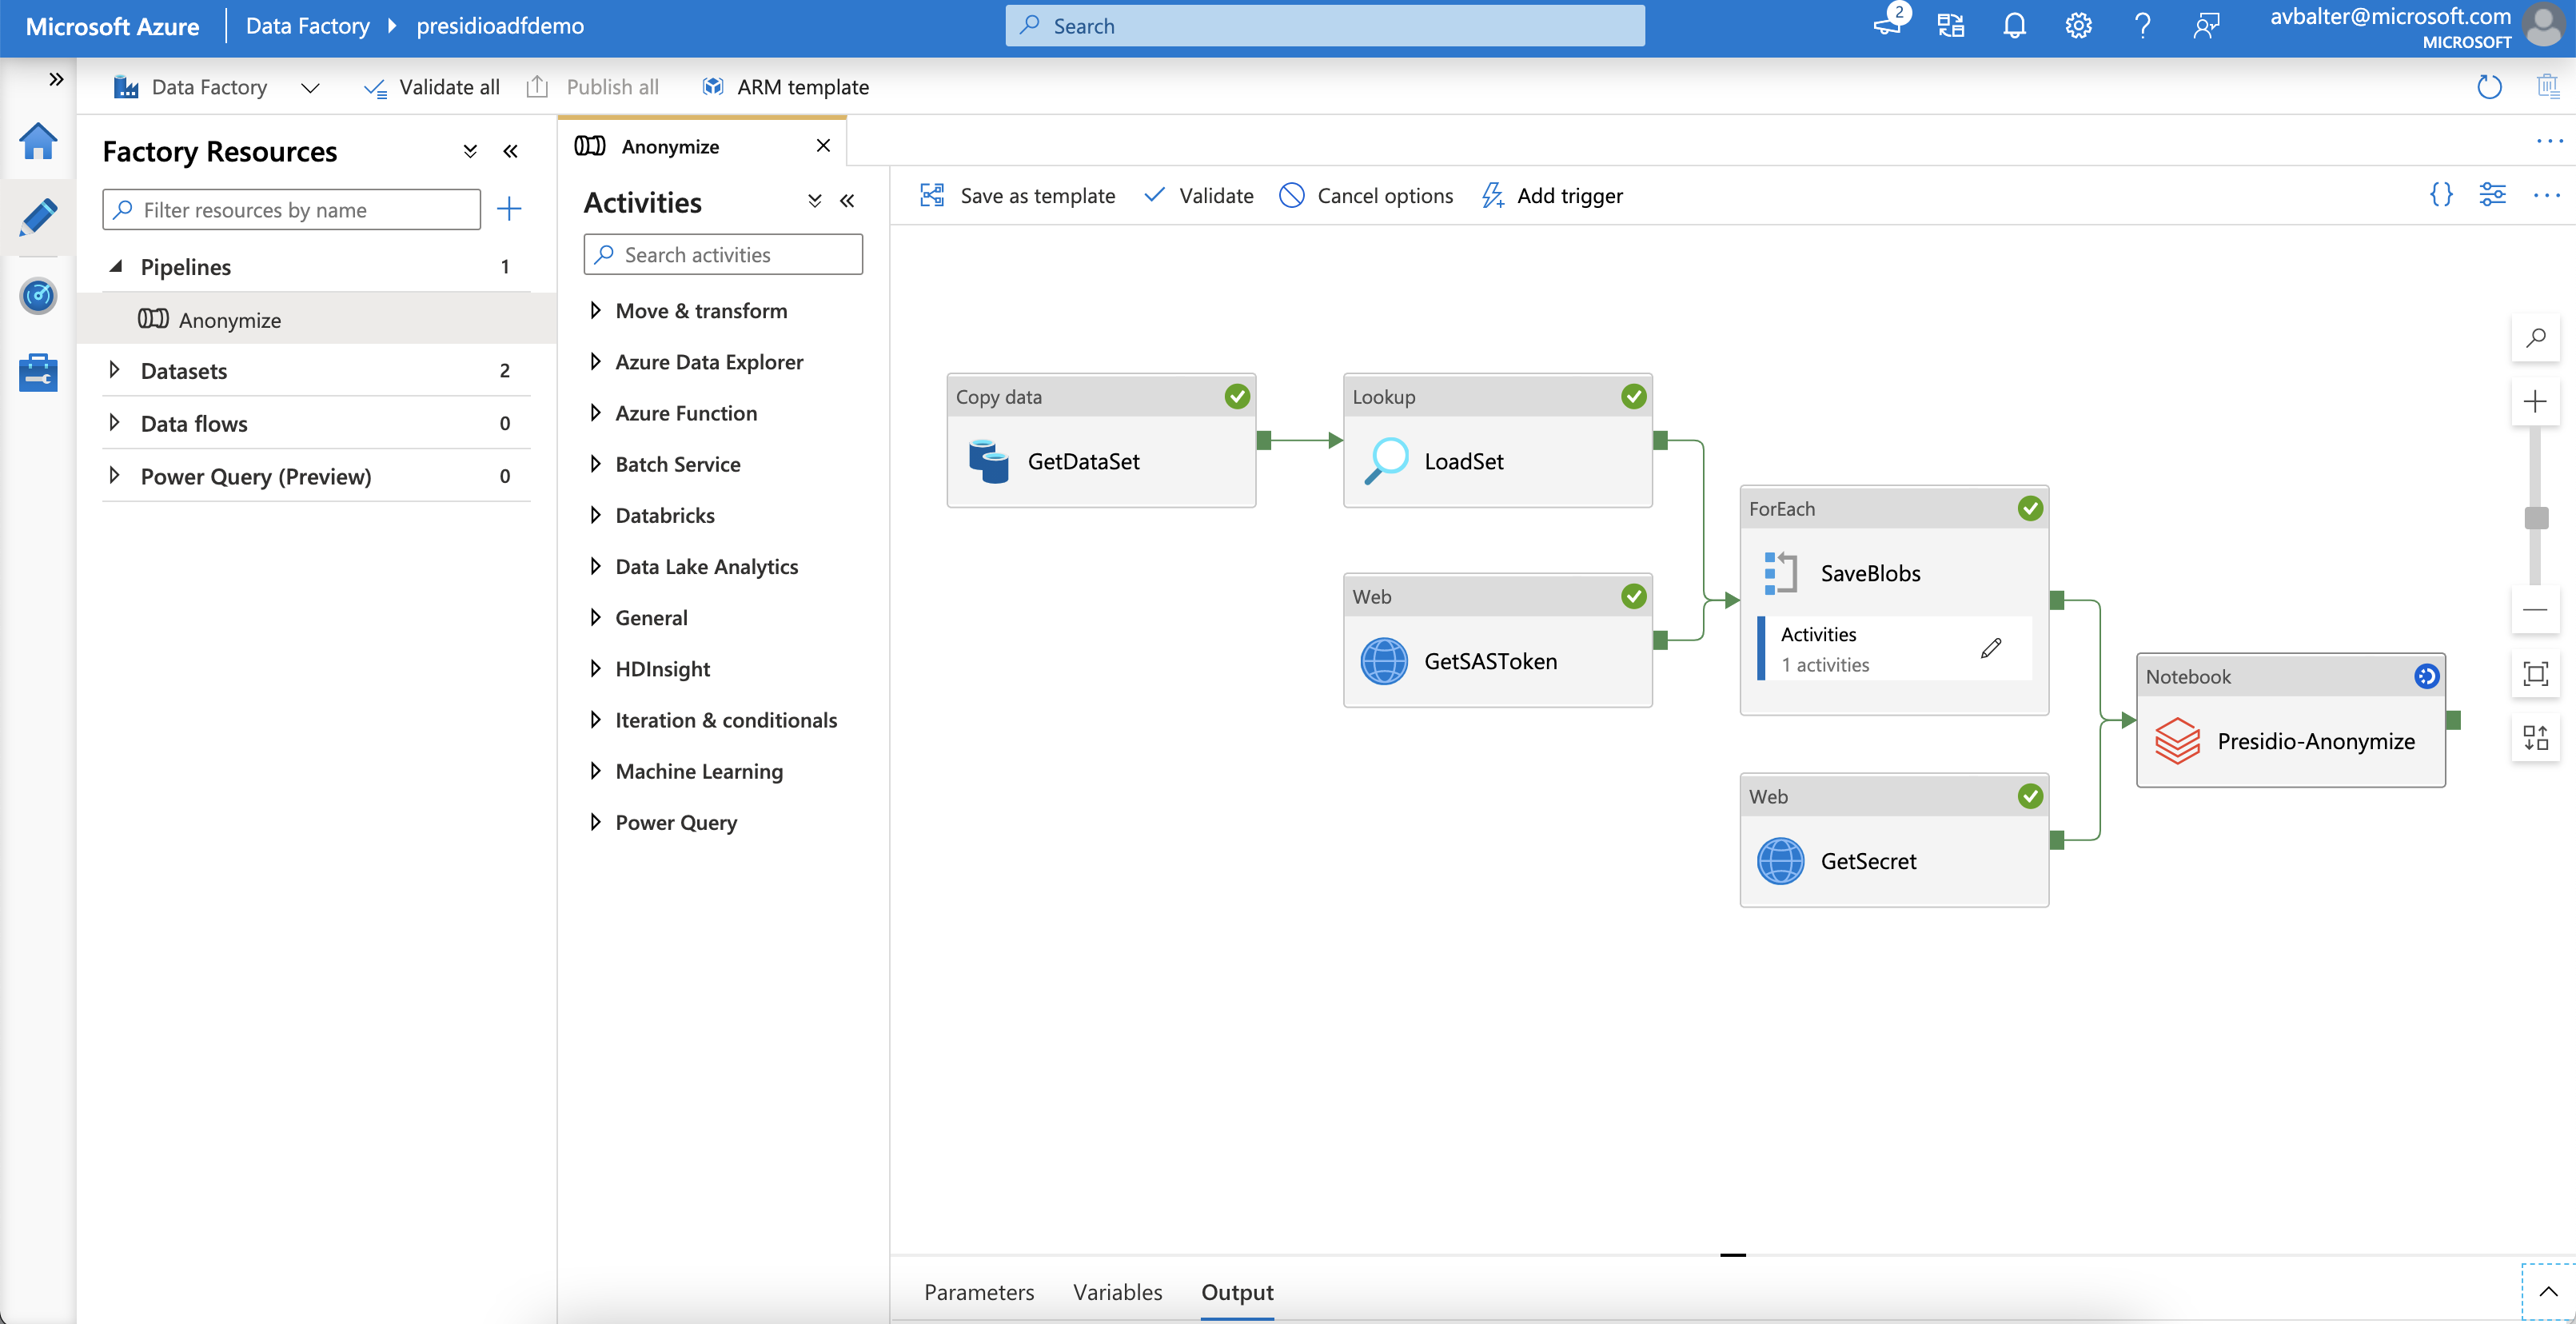 Microsoft Azure
Data Factory
presidioadfdemo
Search
2
avbalter@microsoft.com
MICROSOFT
Data Factory
Validate all
Publish all
ARM template
Factory Resources
Filter resources by name
Pipelines 1
Anonymize
Datasets 2
Data flows 0
Power Query (Preview) 0
Anonymize
Activities
Search activities
Move & transform
Azure Data Explorer
Azure Function
Batch Service
Databricks
Data Lake Analytics
General
HDInsight
Iteration & conditionals
Machine Learning
Power Query
Save as template
Validate
Cancel options
Add trigger
Copy data
GetDataSet
Lookup
LoadSet
Web
GetSASToken
ForEach
SaveBlobs
Activities
1 activities
Web
GetSecret
Notebook
Presidio-Anonymize
Parameters
Variables
Output